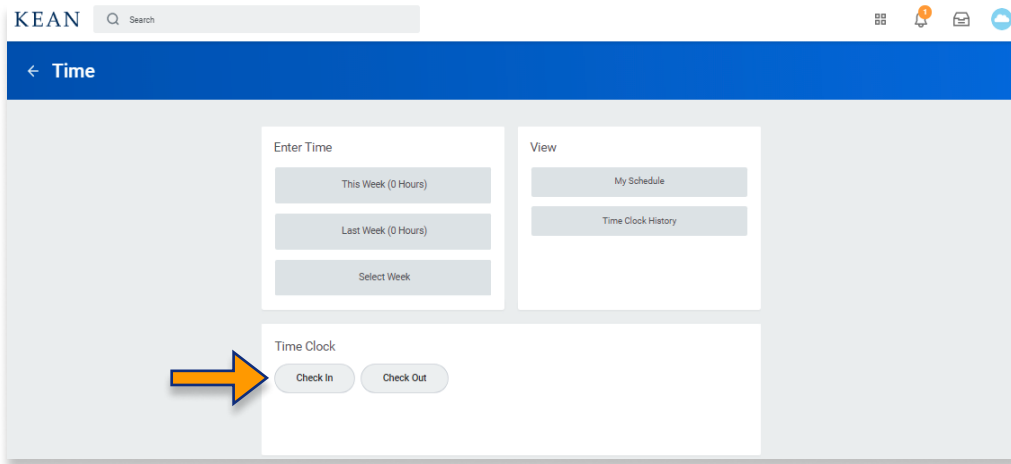 KEAN
Search
1
Time
Enter Time
This Week (0 Hours)
Last Week (0 Hours)
Select Week
View
My Schedule
Time Clock History
Time Clock
Check In
Check Out